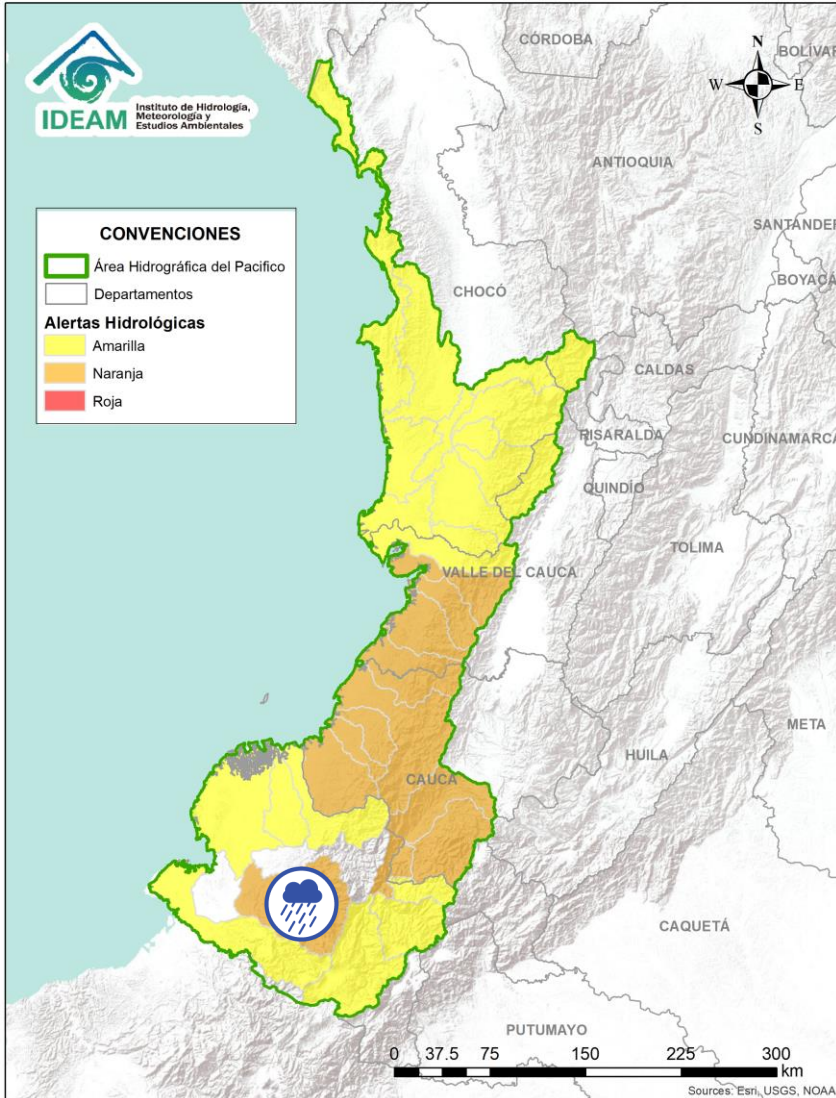 IDEAM
Instituto de Hidrología,
Meteorología y
Estudios Ambientales
CONVENCIONES
Área Hidrográfica del Pacifico
Departamentos
Alertas Hidrológicas
Amarilla
Naranja
Roja
N
W
E
S
CÓRDOBA
BOLÍVAR
ANTIOQUIA
SANTANDER
BOYACÁ
CHOCÓ
CALDAS
RISARALDA
CUNDINAMARCA
QUINDÍO
TOLIMA
VALLE DEL CAUCA
META
HUILA
CAUCA
CAQUETÁ
PUTUMAYO
0 37.5 75 150 225 300
km
Sources: Esri, USGS, NOAA